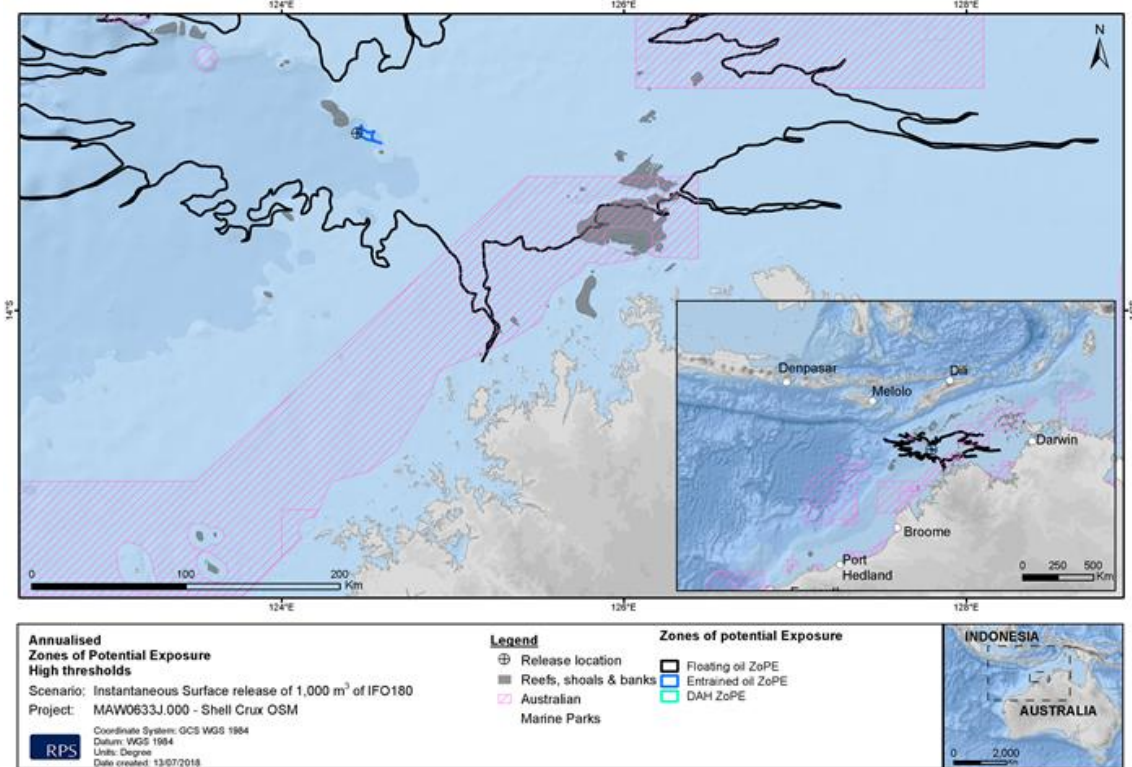 124°E 126°E 128°E
N
14°S
Denpasar
Dili
Melolo
Darwin
Broome
Port
Hedland
0 250 500
Km
0 100 200
Km
124°E 126°E 128°E
Annualised
Zones of Potential Exposure
High thresholds
Scenario: Instantaneous Surface release of 1,000 m³ of IFO180
Project: MAW0633J.000 - Shell Crux OSM
RPS
Coordinate System: GCS WGS 1984
Datum: WGS 1984
Units: Degree
Date created: 13/07/2018
Legend
Release location
Reefs, shoals & banks
Australian
Marine Parks
Zones of potential Exposure
Floating oil ZoPE
Entrained oil ZoPE
DAH ZoPE
INDONESIA
AUSTRALIA
0 2,000
Km